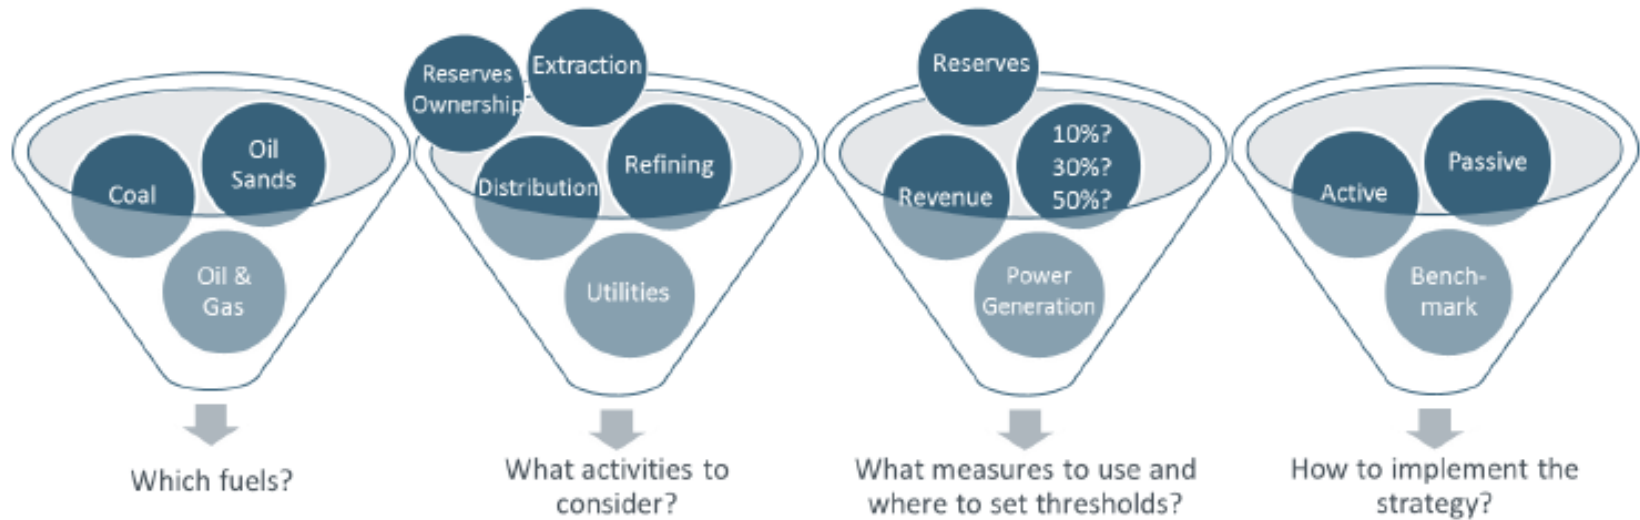 Coal
Oil
Sands
Oil &
Gas
Which fuels?
Reserves
Ownership
Extraction
Distribution
Refining
Utilities
What activities to
consider?
Reserves
Revenue
10%?
30%?
50%?
Power
Generation
What measures to use and
where to set thresholds?
Active
Passive
Bench-
mark
How to implement the
strategy?